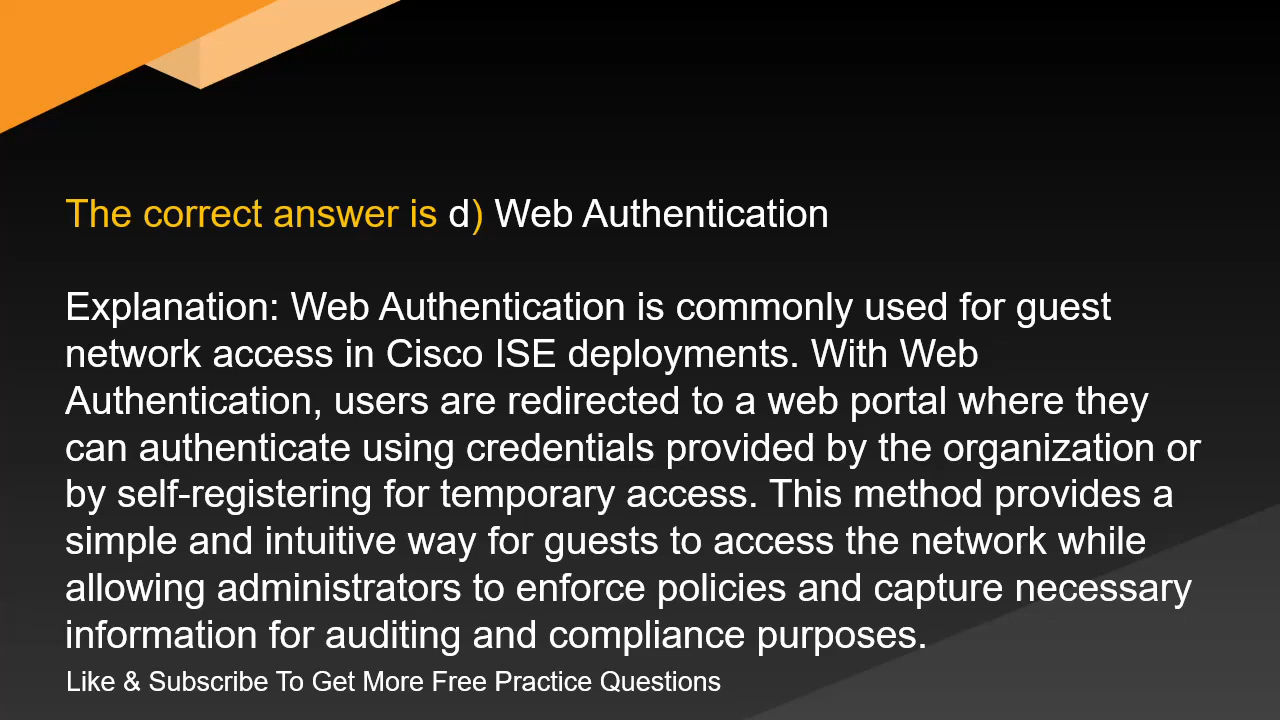 The correct answer is d) Web Authentication
Explanation: Web Authentication is commonly used for guest
network access in Cisco ISE deployments. With Web
Authentication, users are redirected to a web portal where they
can authenticate using credentials provided by the organization or
by self-registering for temporary access. This method provides a
simple and intuitive way for guests to access the network while
allowing administrators to enforce policies and capture necessary
information for auditing and compliance purposes.
Like & Subscribe To Get More Free Practice Questions